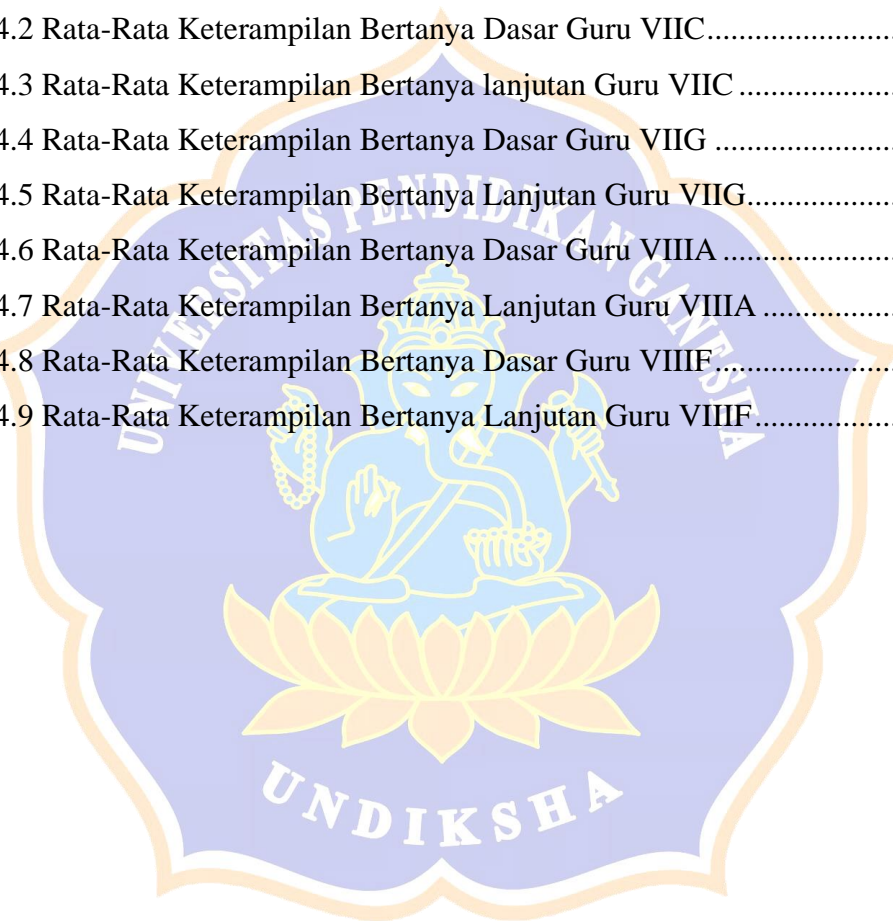 4.2 Rata-Rata Keterampilan Bertanya Dasar Guru VIIC.......................
4.3 Rata-Rata Keterampilan Bertanya lanjutan Guru VIIC ...................
4.4 Rata-Rata Keterampilan Bertanya Dasar Guru VIIG ......................
4.5 Rata-Rata Keterampilan Bertanya Lanjutan Guru VIIG..................
4.6 Rata-Rata Keterampilan Bertanya Dasar Guru VIIIA .....................
4.7 Rata-Rata Keterampilan Bertanya Lanjutan Guru VIIIA ................
4.8 Rata-Rata Keterampilan Bertanya Dasar Guru VIIIF......................
4.9 Rata-Rata Keterampilan Bertanya Lanjutan Guru VIIIF.................
UNIVERSITAS PENDIDIKAN GANESHA
UNDIKSHA